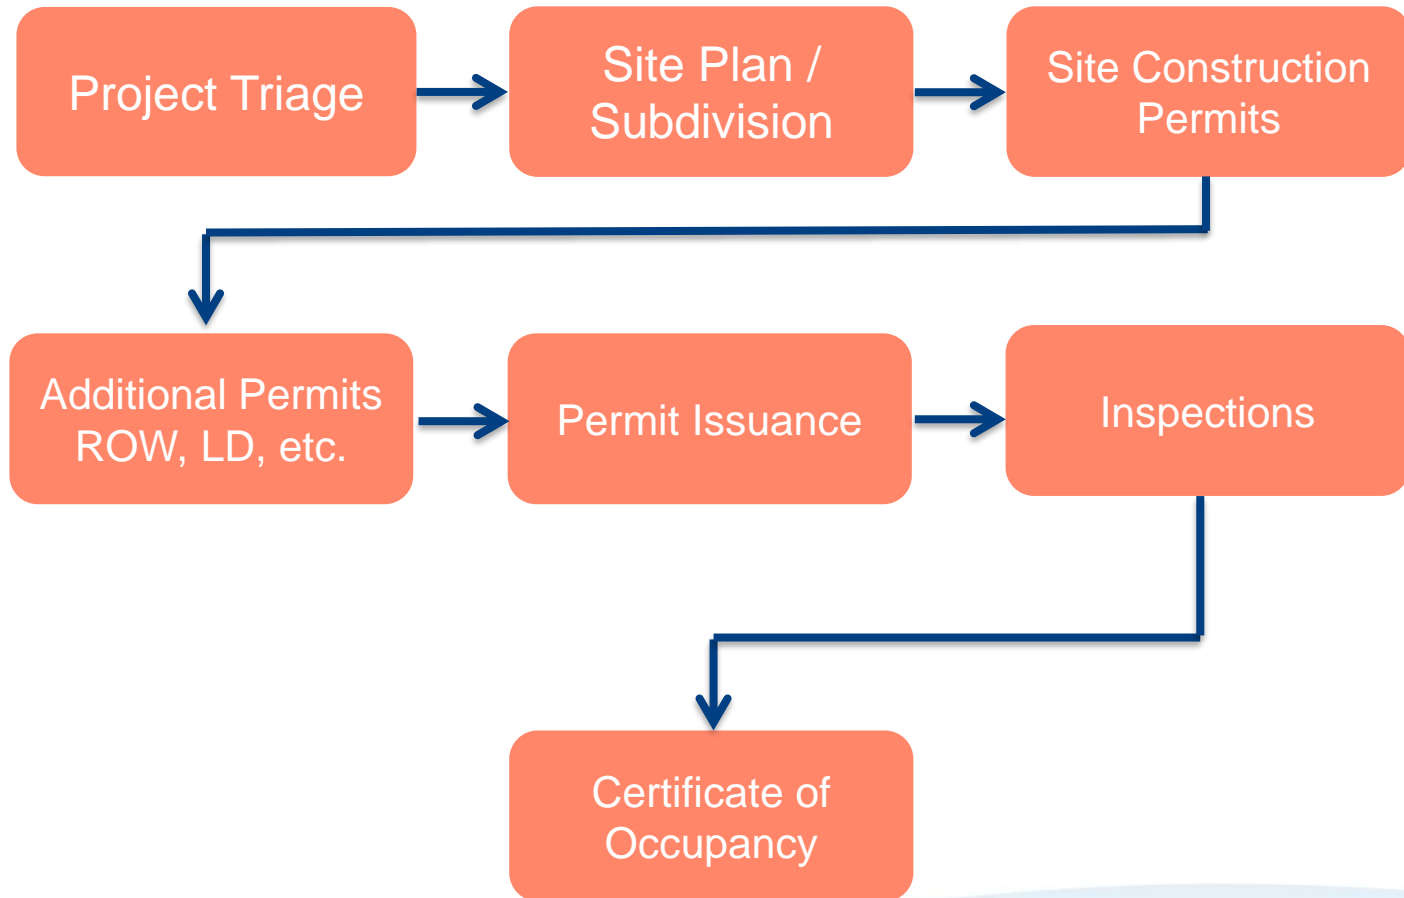 Project Triage
Site Plan /
Subdivision
Site Construction
Permits
Additional Permits
ROW, LD, etc.
Permit Issuance
Inspections
Certificate of
Occupancy